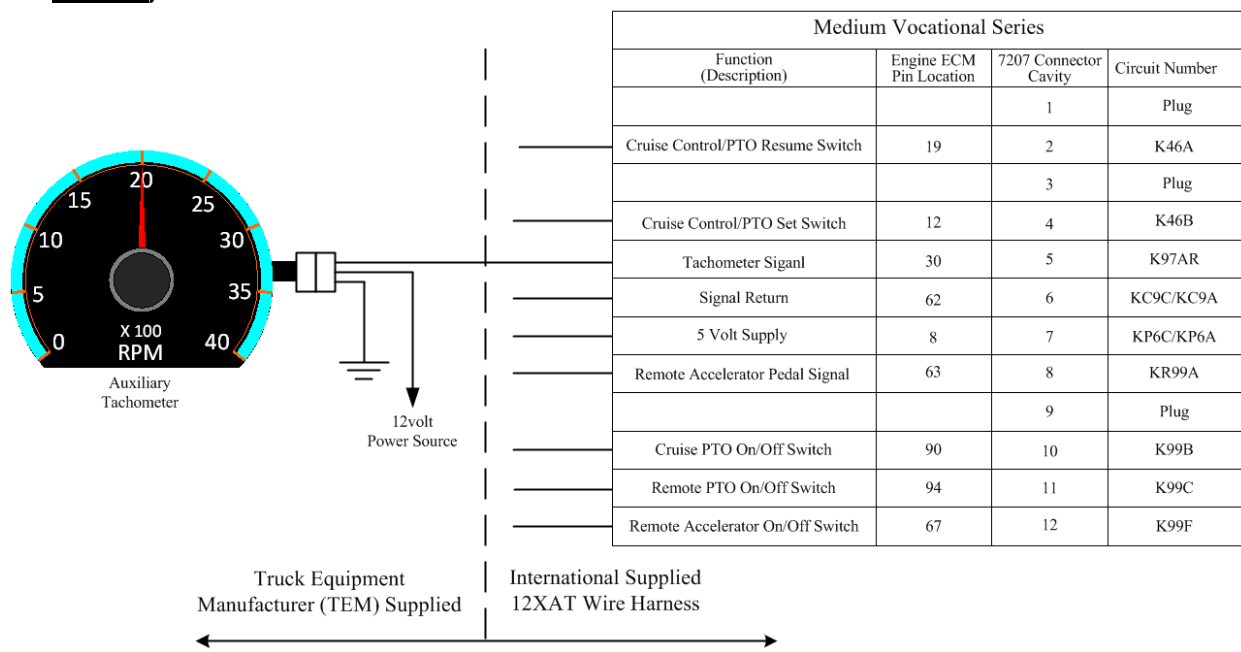 Medium Vocational Series
Function
(Description)
Engine ECM
Pin Location
7207 Connector
Cavity
Circuit Number
1 Plug
Cruise Control/PTO Resume Switch 19 2 K46A
3 Plug
Cruise Control/PTO Set Switch 12 4 K46B
Tachometer Siganl 30 5 K97AR
Signal Return 62 6 KC9C/KC9A
5 Volt Supply 8 7 KP6C/KP6A
Remote Accelerator Pedal Signal 63 8 KR99A
9 Plug
Cruise PTO On/Off Switch 90 10 K99B
Remote PTO On/Off Switch 94 11 K99C
Remote Accelerator On/Off Switch 67 12 K99F
0
5
10
15
20
25
30
35
40
X 100
RPM
Auxiliary
Tachometer
12volt
Power Source
Truck Equipment
Manufacturer (TEM) Supplied
International Supplied
12XAT Wire Harness